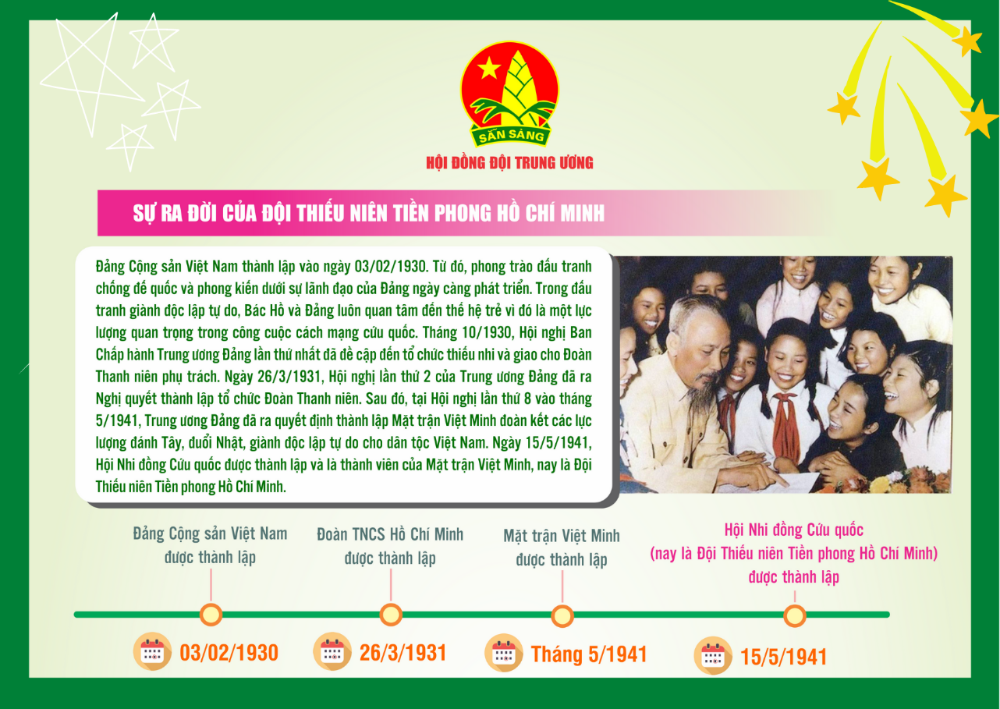 SẴN SÀNG
HỘI ĐỒNG ĐỘI TRUNG ƯƠNG
SỰ RA ĐỜI CỦA ĐỘI THIẾU NIÊN TIỀN PHONG HỒ CHÍ MINH
Đảng Cộng sản Việt Nam thành lập vào ngày 03/02/1930. Từ đó, phong trào đấu tranh
chống đế quốc và phong kiến dưới sự lãnh đạo của Đảng ngày càng phát triển. Trong đấu
tranh giành độc lập tự do, Bác Hồ và Đảng luôn quan tâm đến thế hệ trẻ vì đó là một lực
lượng quan trọng trong công cuộc cách mạng cứu quốc. Tháng 10/1930, Hội nghị Ban
Chấp hành Trung ương Đảng lần thứ nhất đã đề cập đến tổ chức thiếu nhi và giao cho Đoàn
Thanh niên phụ trách. Ngày 26/3/1931, Hội nghị lần thứ 2 của Trung ương Đảng đã ra
Nghị quyết thành lập tổ chức Đoàn Thanh niên. Sau đó, tại Hội nghị lần thứ 8 vào tháng
5/1941, Trung ương Đảng đã ra quyết định thành lập Mặt trận Việt Minh đoàn kết các lực
lượng đánh Tây, đuổi Nhật, giành độc lập tự do cho dân tộc Việt Nam. Ngày 15/5/1941,
Hội Nhi đồng Cứu quốc được thành lập và là thành viên của Mặt trận Việt Minh, nay là Đội
Thiếu niên Tiền phong Hồ Chí Minh.
Đảng Cộng sản Việt Nam
được thành lập
Đoàn TNCS Hồ Chí Minh
được thành lập
Mặt trận Việt Minh
được thành lập
Hội Nhi đồng Cứu quốc
(nay là Đội Thiếu niên Tiền phong Hồ Chí Minh)
được thành lập
03/02/1930
26/3/1931
Tháng 5/1941
15/5/1941